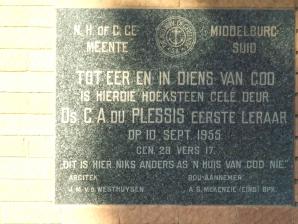 N.H. of G. GE
MEENTE
MIDDELBURG
SUID
TOT EER EN IN DIENS VAN GOD
IS HIERDIE HOEKSTEEN GELÊ DEUR
DS. G.A. DU PLESSIS EERSTE LERAAR
OP 10 SEPT. 1955
GEN. 28 VERS 17.
"DIT IS HIER NIKS ANDERS AS 'N HUIS VAN GOD NIE."
ARGITEK
J.M. v.d. WESTHUYSEN
BOU-AANNEMER
A.S. McKENZIE (EIND) BPK.